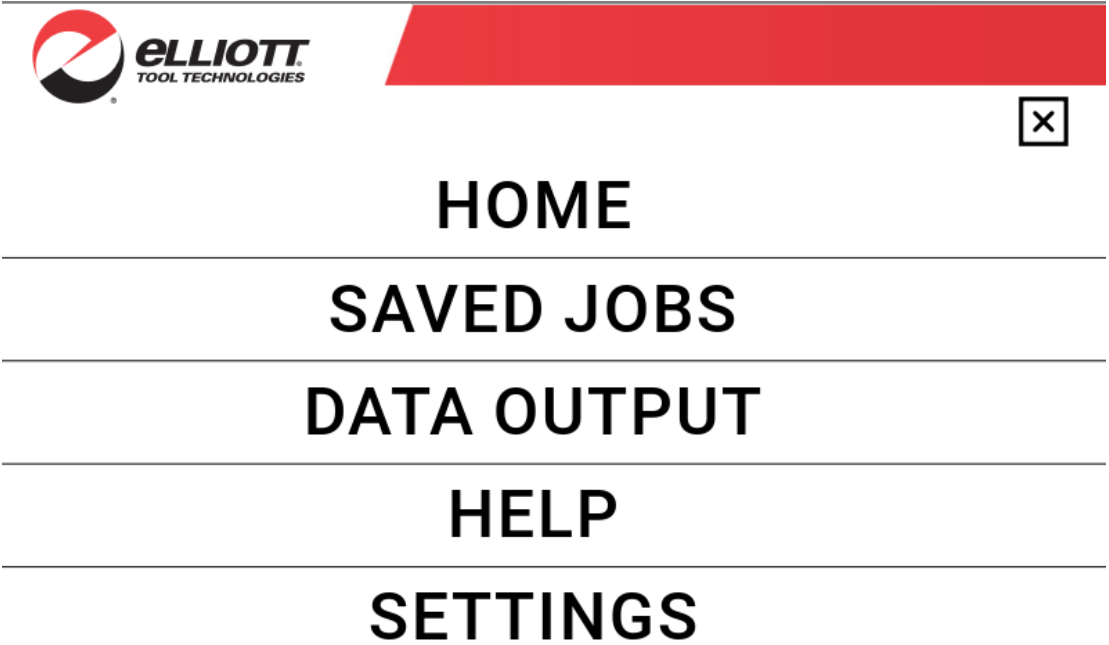 eLLIOTT®
TOOL TECHNOLOGIES
®
HOME
SAVED JOBS
DATA OUTPUT
HELP
SETTINGS